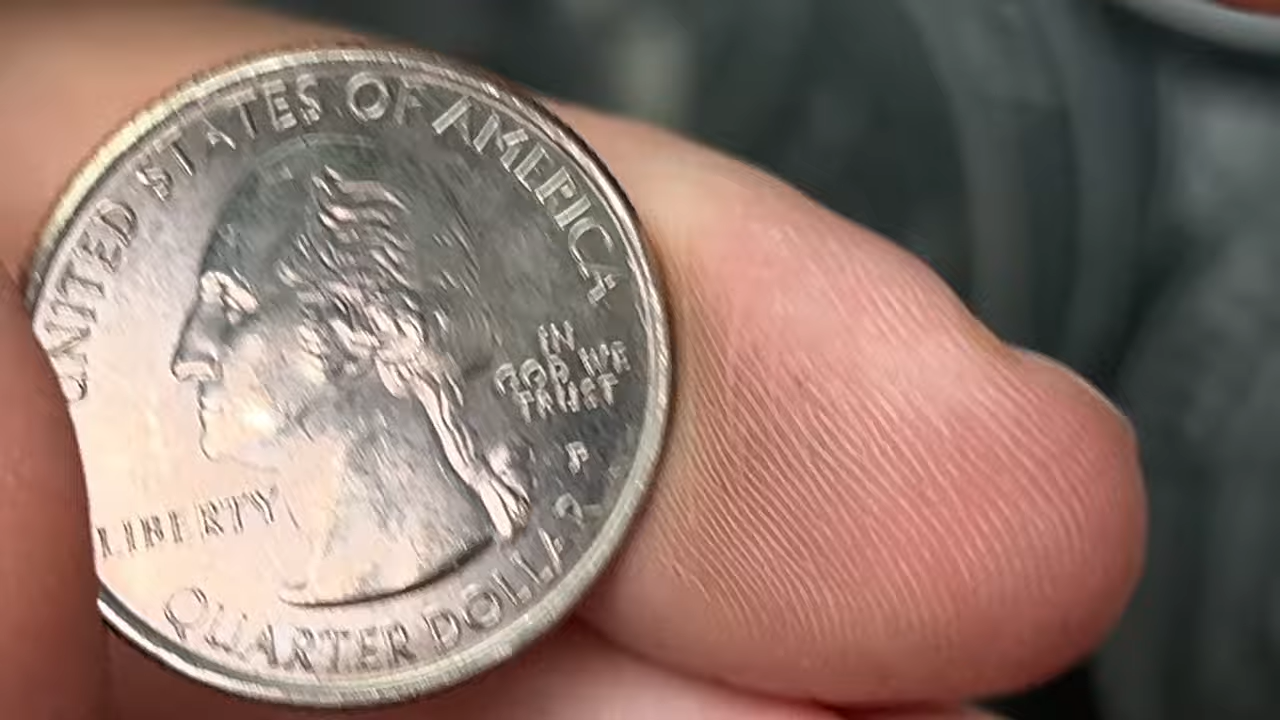 UNITED STATES OF AMERICA
IN
GOD WE
TRUST
P
LIBERTY
QUARTER DOLLAR